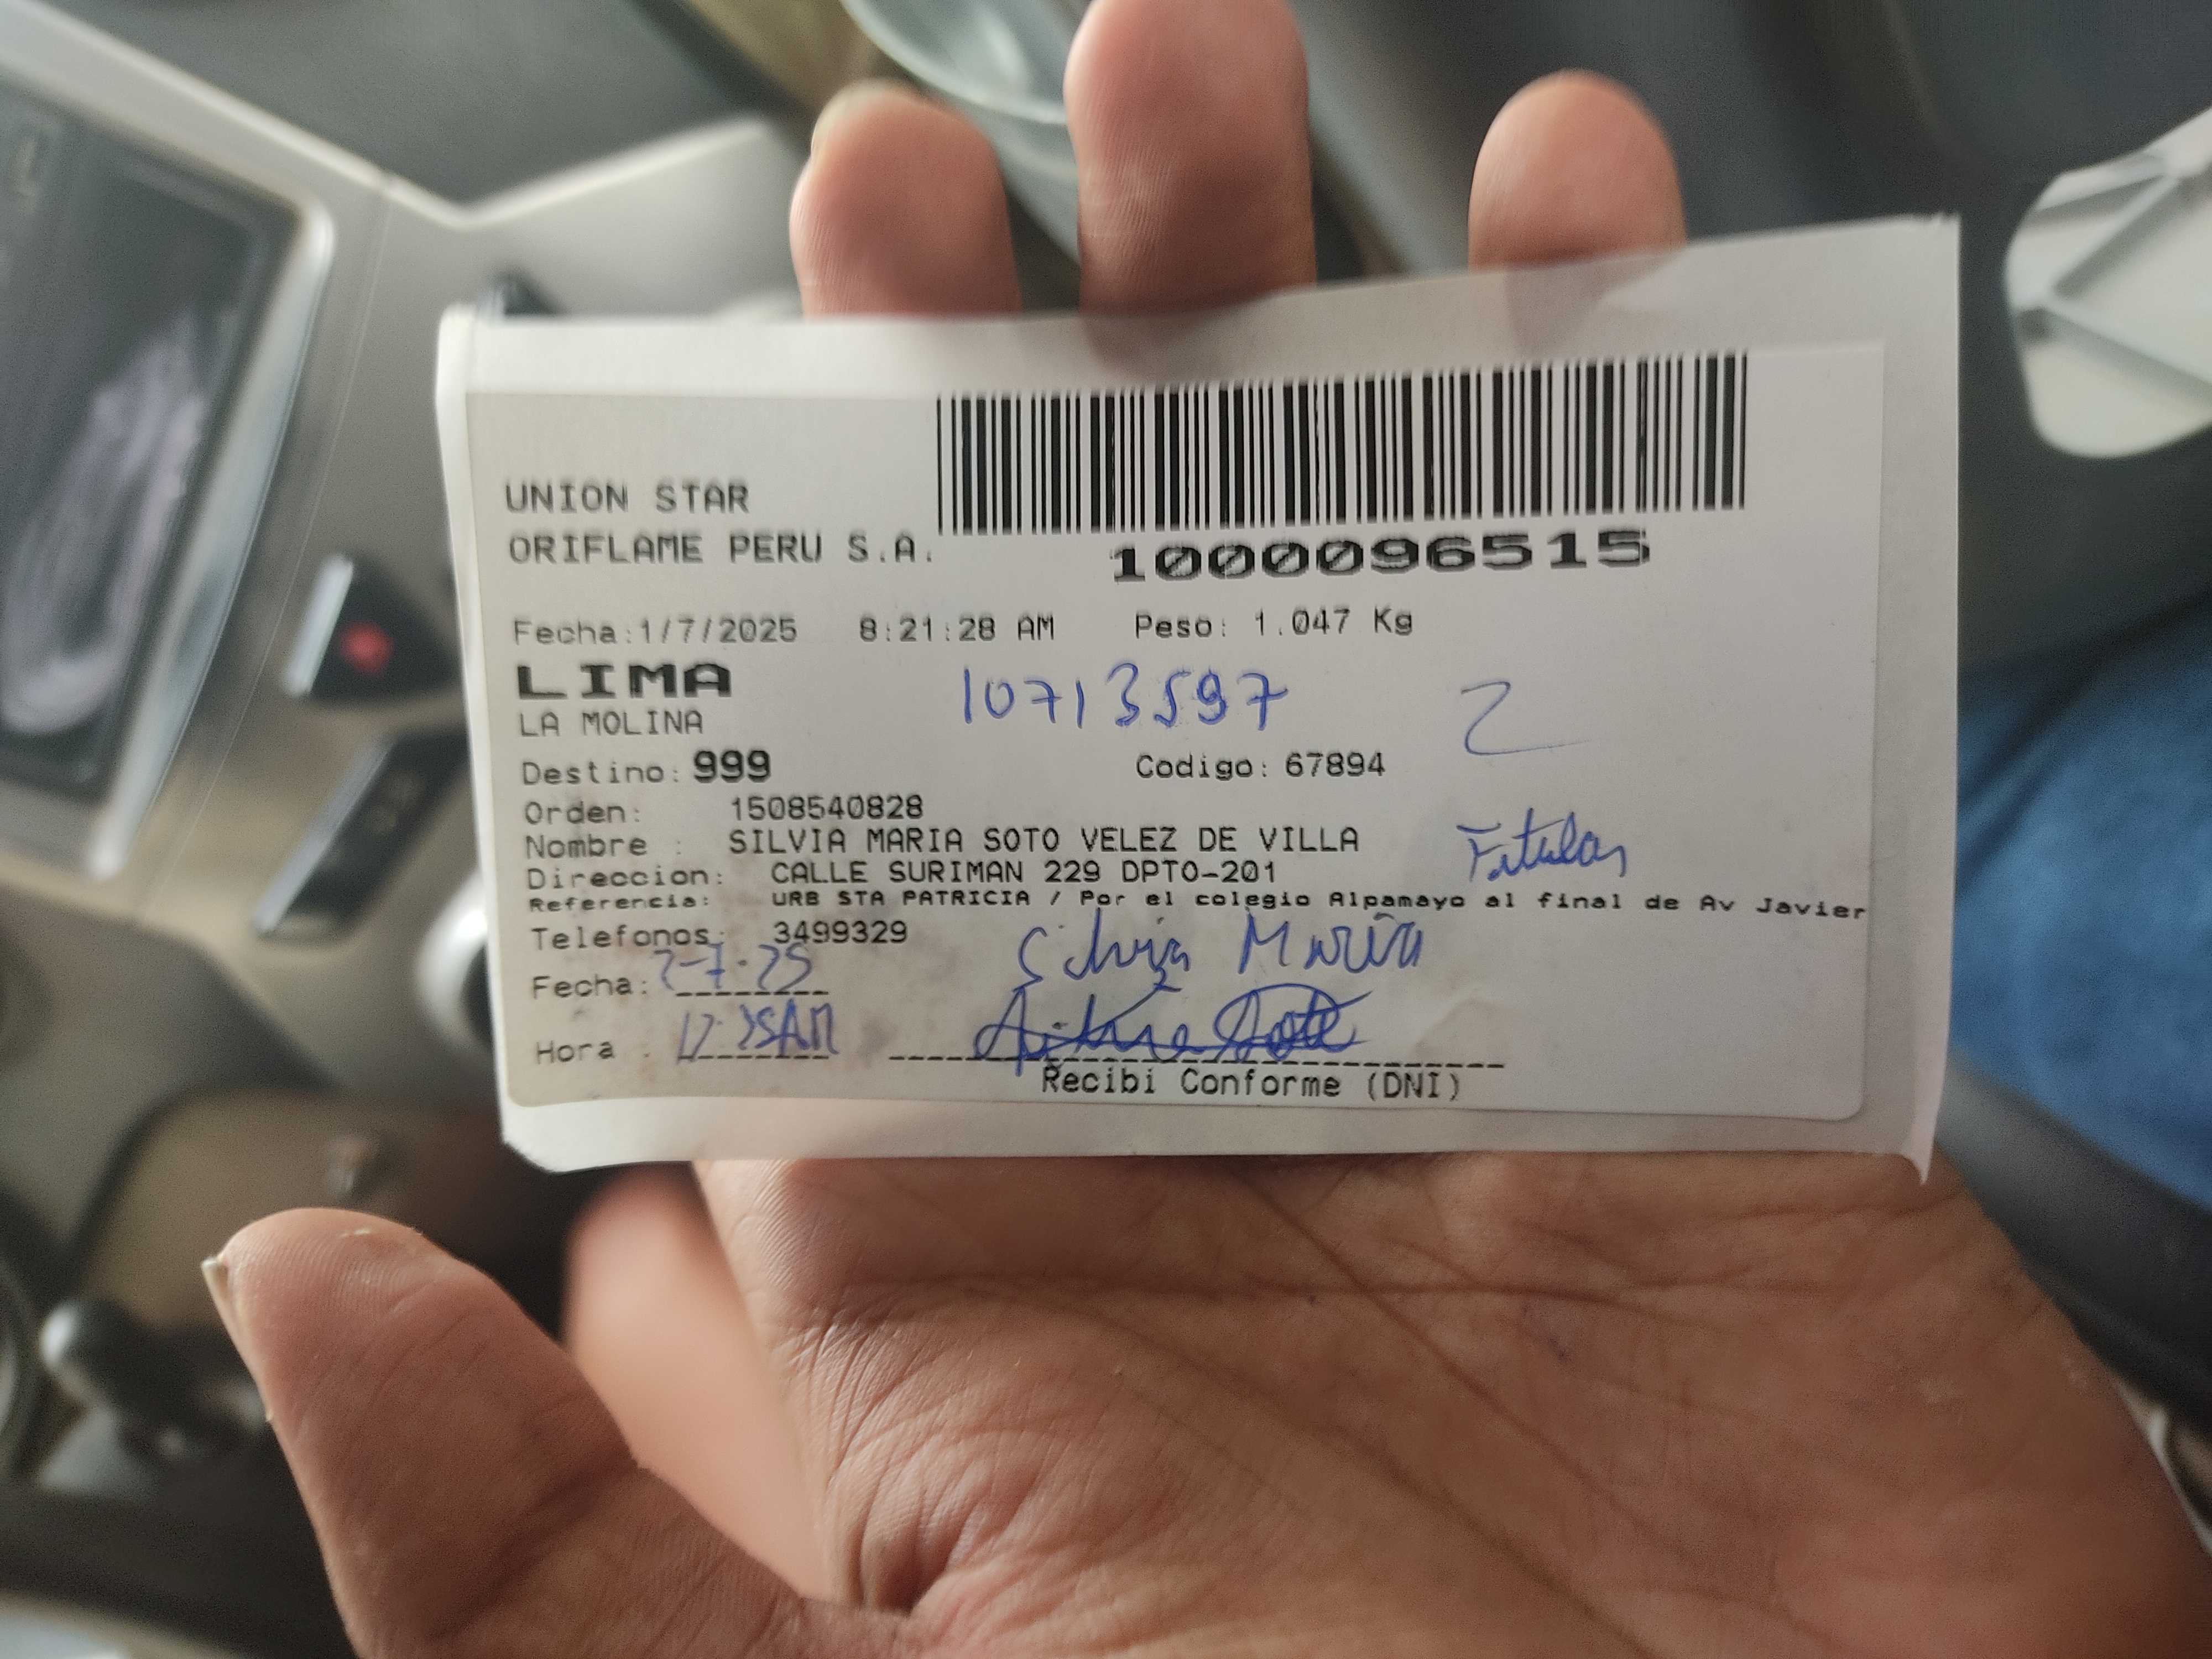 UNION STAR
ORIFLAME PERU S.A.
1000096515
Fecha:1/7/2025 8:21:28 AM Peso: 1.047 Kg
LIMA
10713597 2
LA MOLINA
Destino: 999 Codigo: 67894
Orden: 1508540828
Nombre : SILVIA MARIA SOTO VELEZ DE VILLA
Titular
Direccion: CALLE SURIMAN 229 DPTO-201
Referencia: URB STA PATRICIA / Por el colegio Alpamayo al final de Av Javier
Telefonos: 3499329
Silvia María
Fecha: 2-7-25
Hora :
Soto
Recibi Conforme (DNI)